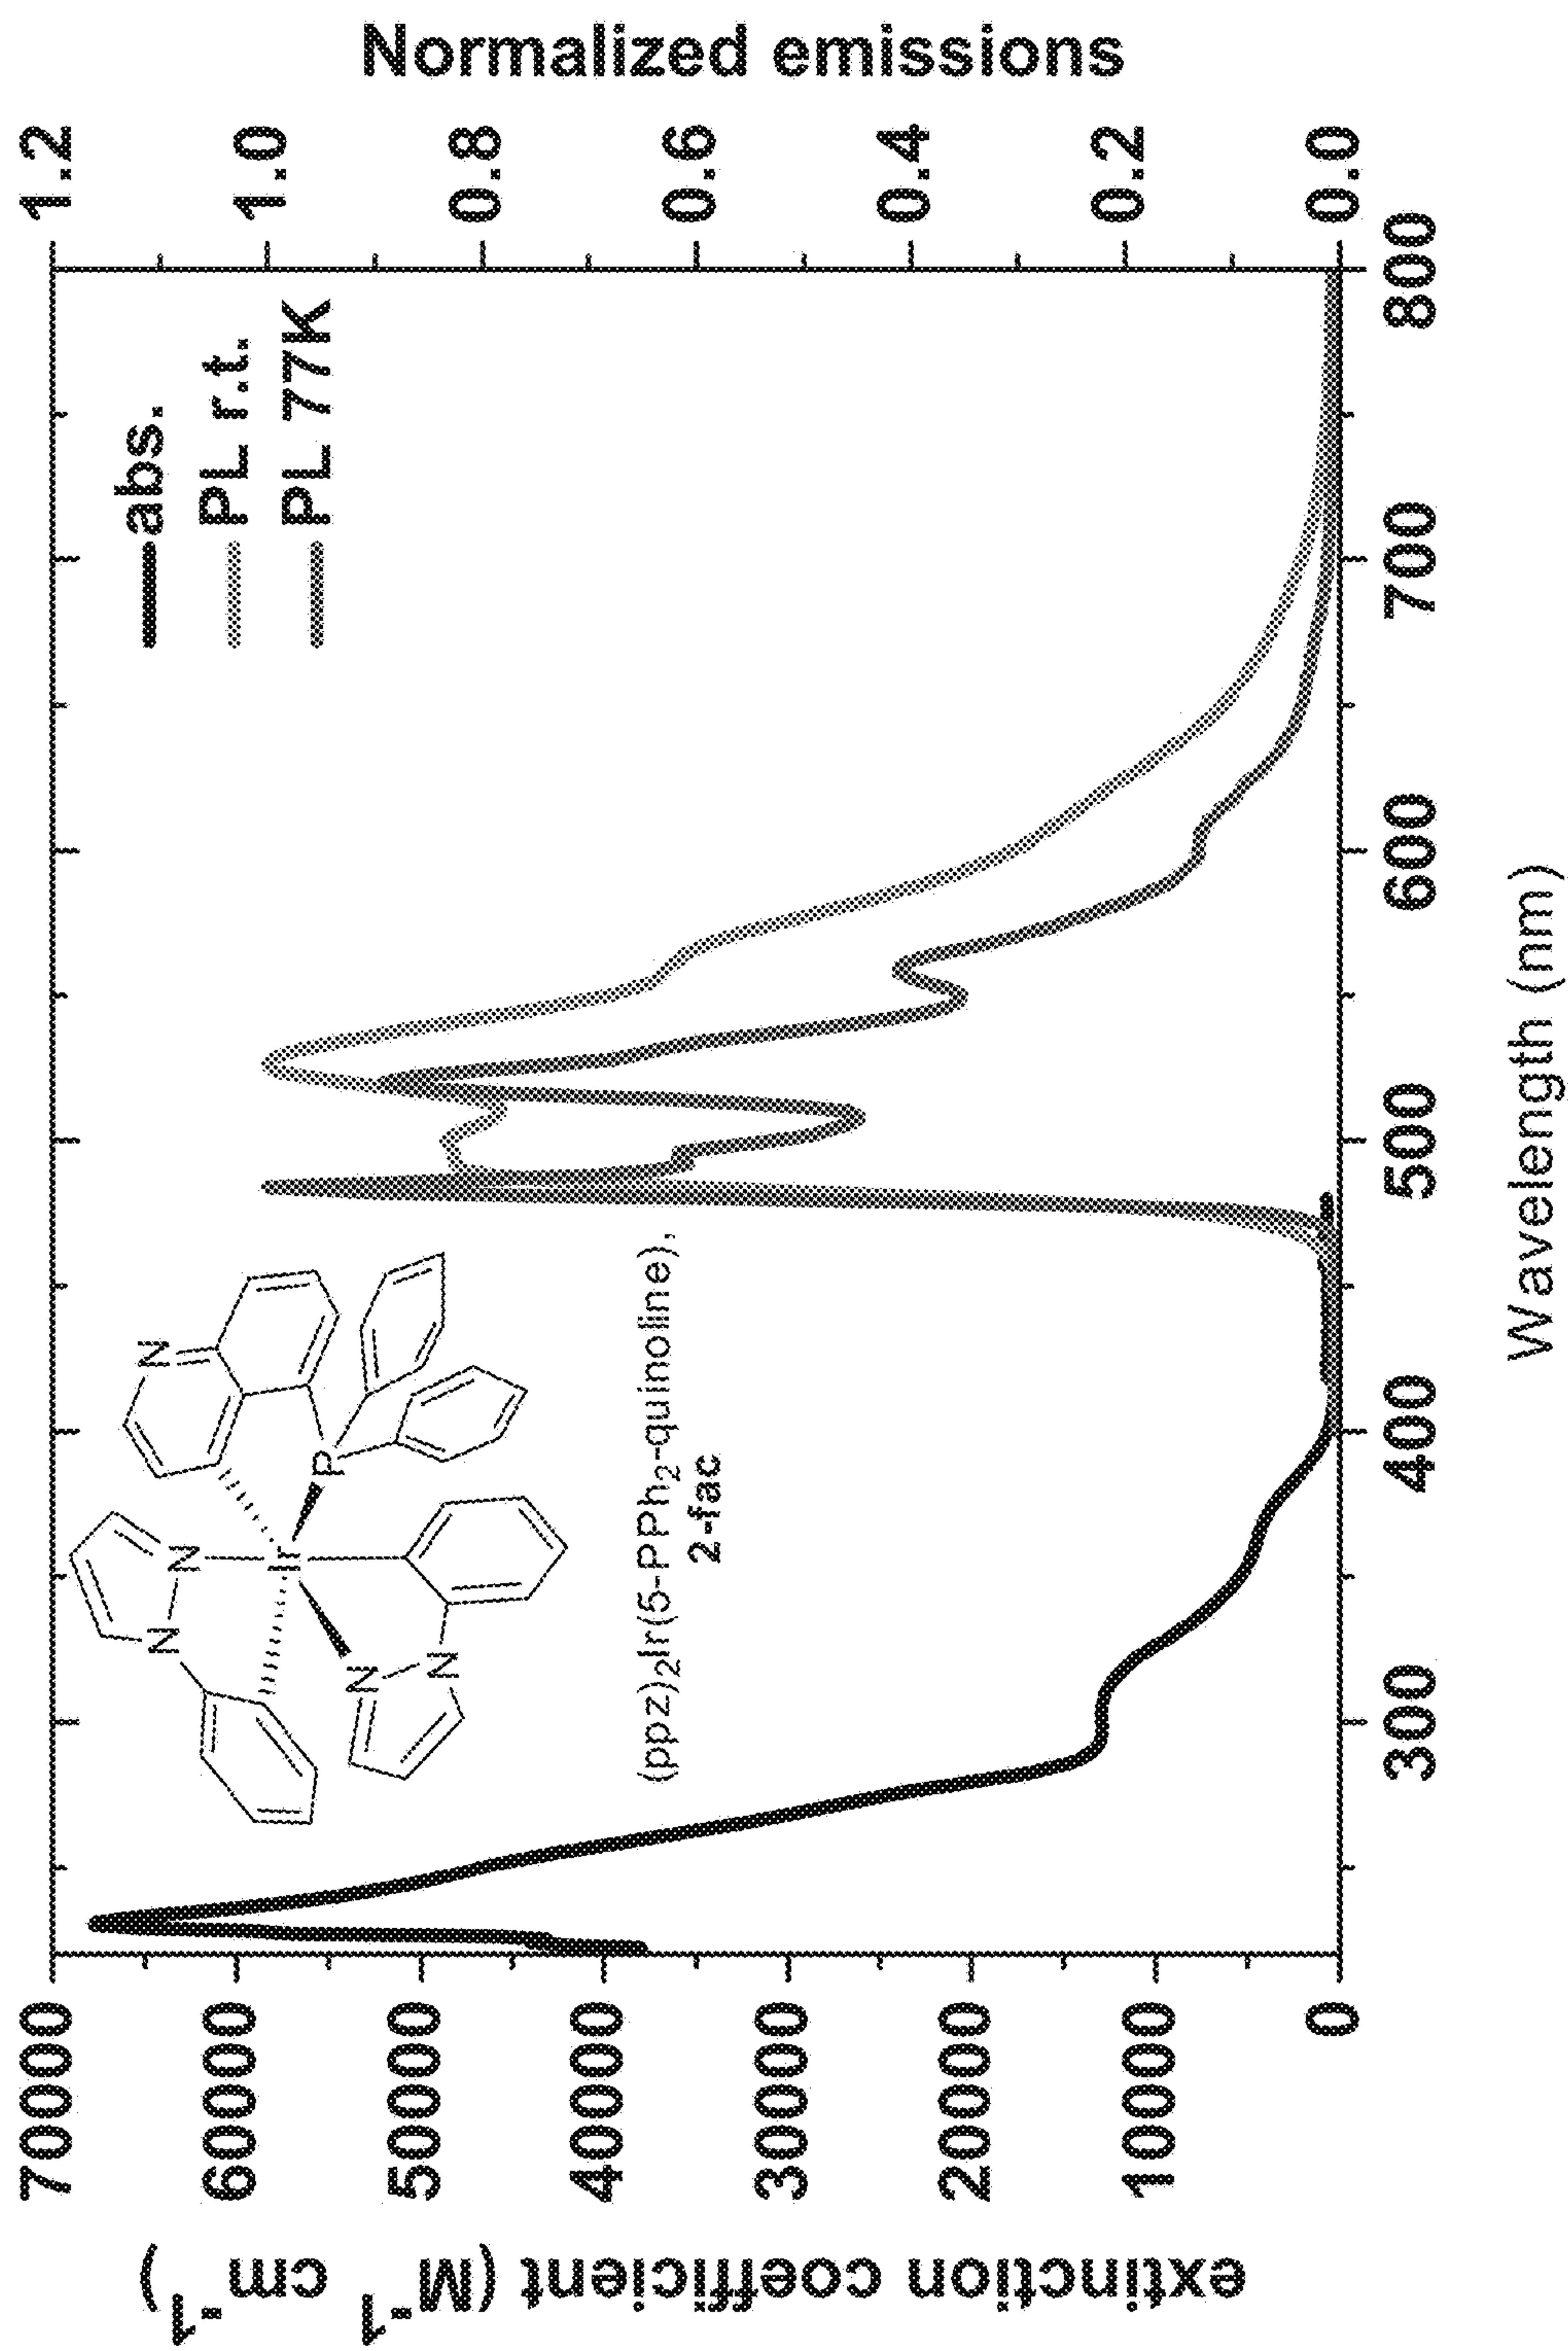 extinction coefficient (M⁻¹ cm⁻¹)
70000
60000
50000
40000
30000
20000
10000
0
abs.
PL r.t.
PL 77K
N
N
N
N
N
Ir
P
(ppz)₂Ir(5-PPh₂-quinoline),
2-fac
1.2
1.0
0.8
0.6
0.4
0.2
0.0
Normalized emissions
300 400 500 600 700 800
Wavelength (nm)